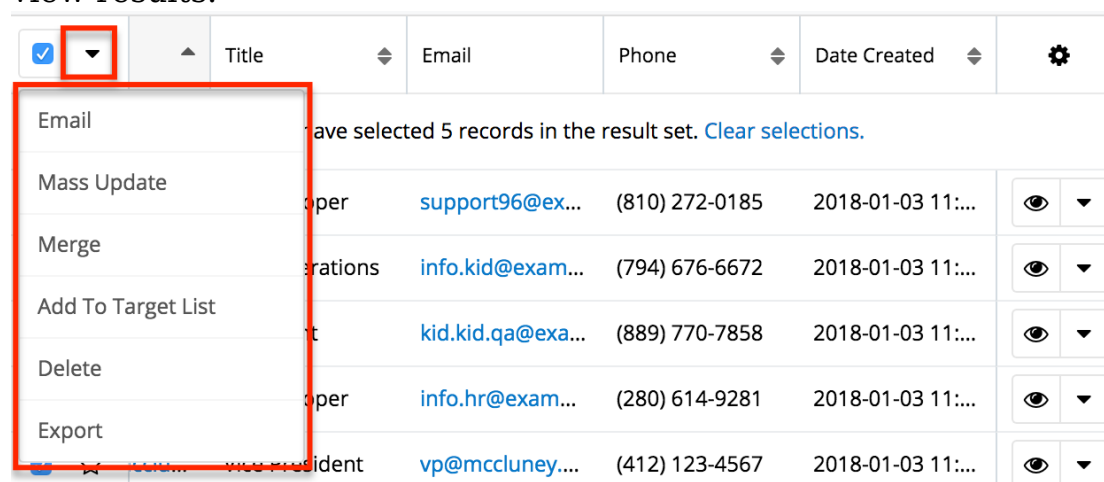 view results:
Title Email Phone Date Created
Email
ave selected 5 records in the result set. Clear selections.
Mass Update
oper support96@ex... (810) 272-0185 2018-01-03 11:...
Merge
erations info.kid@exam... (794) 676-6672 2018-01-03 11:...
Add To Target List
nt kid.kid.qa@exa... (889) 770-7858 2018-01-03 11:...
Delete
oper info.hr@exam... (280) 614-9281 2018-01-03 11:...
Export
Vice President vp@mccluney.... (412) 123-4567 2018-01-03 11:...